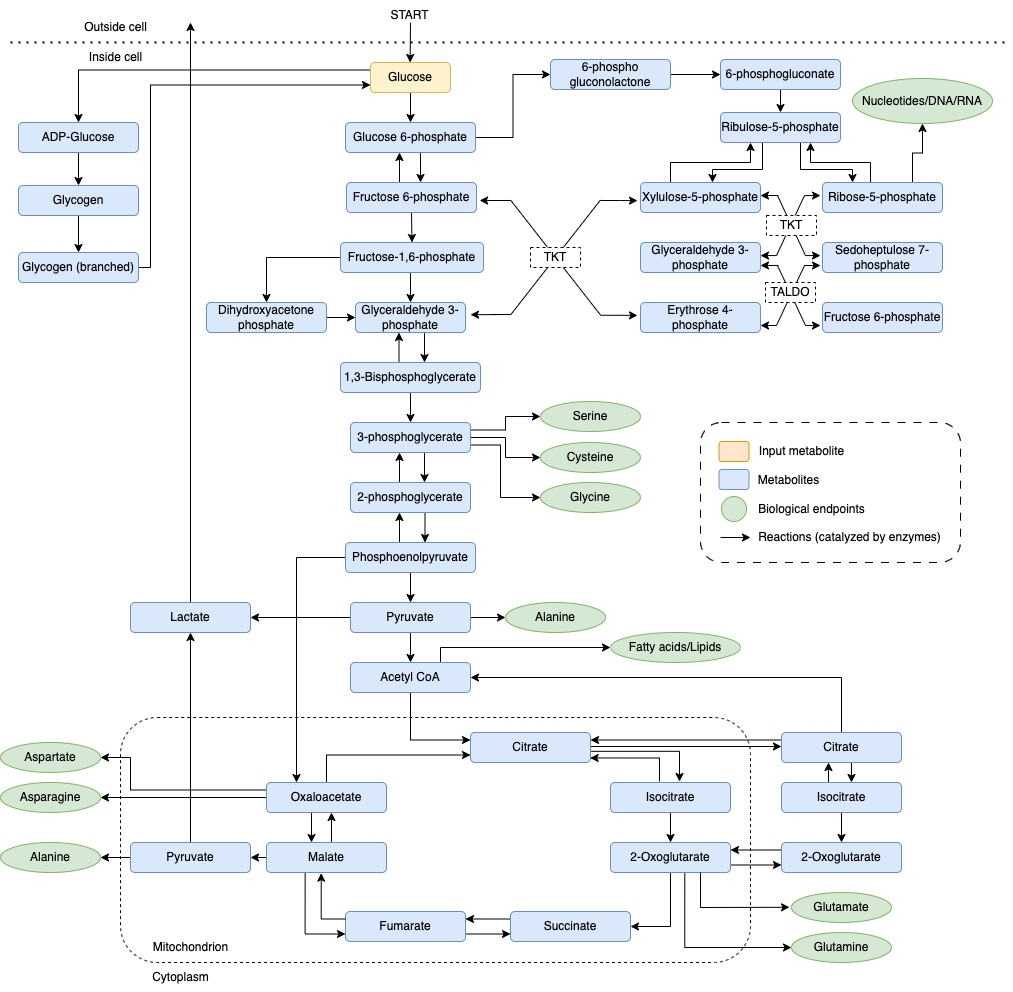 START
Outside cell
Inside cell
Glucose
6-phospho
gluconolactone
6-phosphogluconate
Nucleotides/DNA/RNA
ADP-Glucose
Glucose 6-phosphate
Ribulose-5-phosphate
Glycogen
Fructose 6-phosphate
Xylulose-5-phosphate
Ribose-5-phosphate
TKT
Glycogen (branched)
Fructose-1,6-phosphate
TKT
Glyceraldehyde 3-
phosphate
Sedoheptulose 7-
phosphate
TALDO
Dihydroxyacetone
phosphate
Glyceraldehyde 3-
phosphate
Erythrose 4-
phosphate
Fructose 6-phosphate
1,3-Bisphosphoglycerate
3-phosphoglycerate
Serine
Cysteine
Glycine
Input metabolite
Metabolites
Biological endpoints
Reactions (catalyzed by enzymes)
2-phosphoglycerate
Phosphoenolpyruvate
Lactate
Pyruvate
Alanine
Fatty acids/Lipids
Acetyl CoA
Aspartate
Citrate
Citrate
Asparagine
Oxaloacetate
Isocitrate
Isocitrate
Alanine
Pyruvate
Malate
2-Oxoglutarate
2-Oxoglutarate
Glutamate
Fumarate
Succinate
Glutamine
Mitochondrion
Cytoplasm